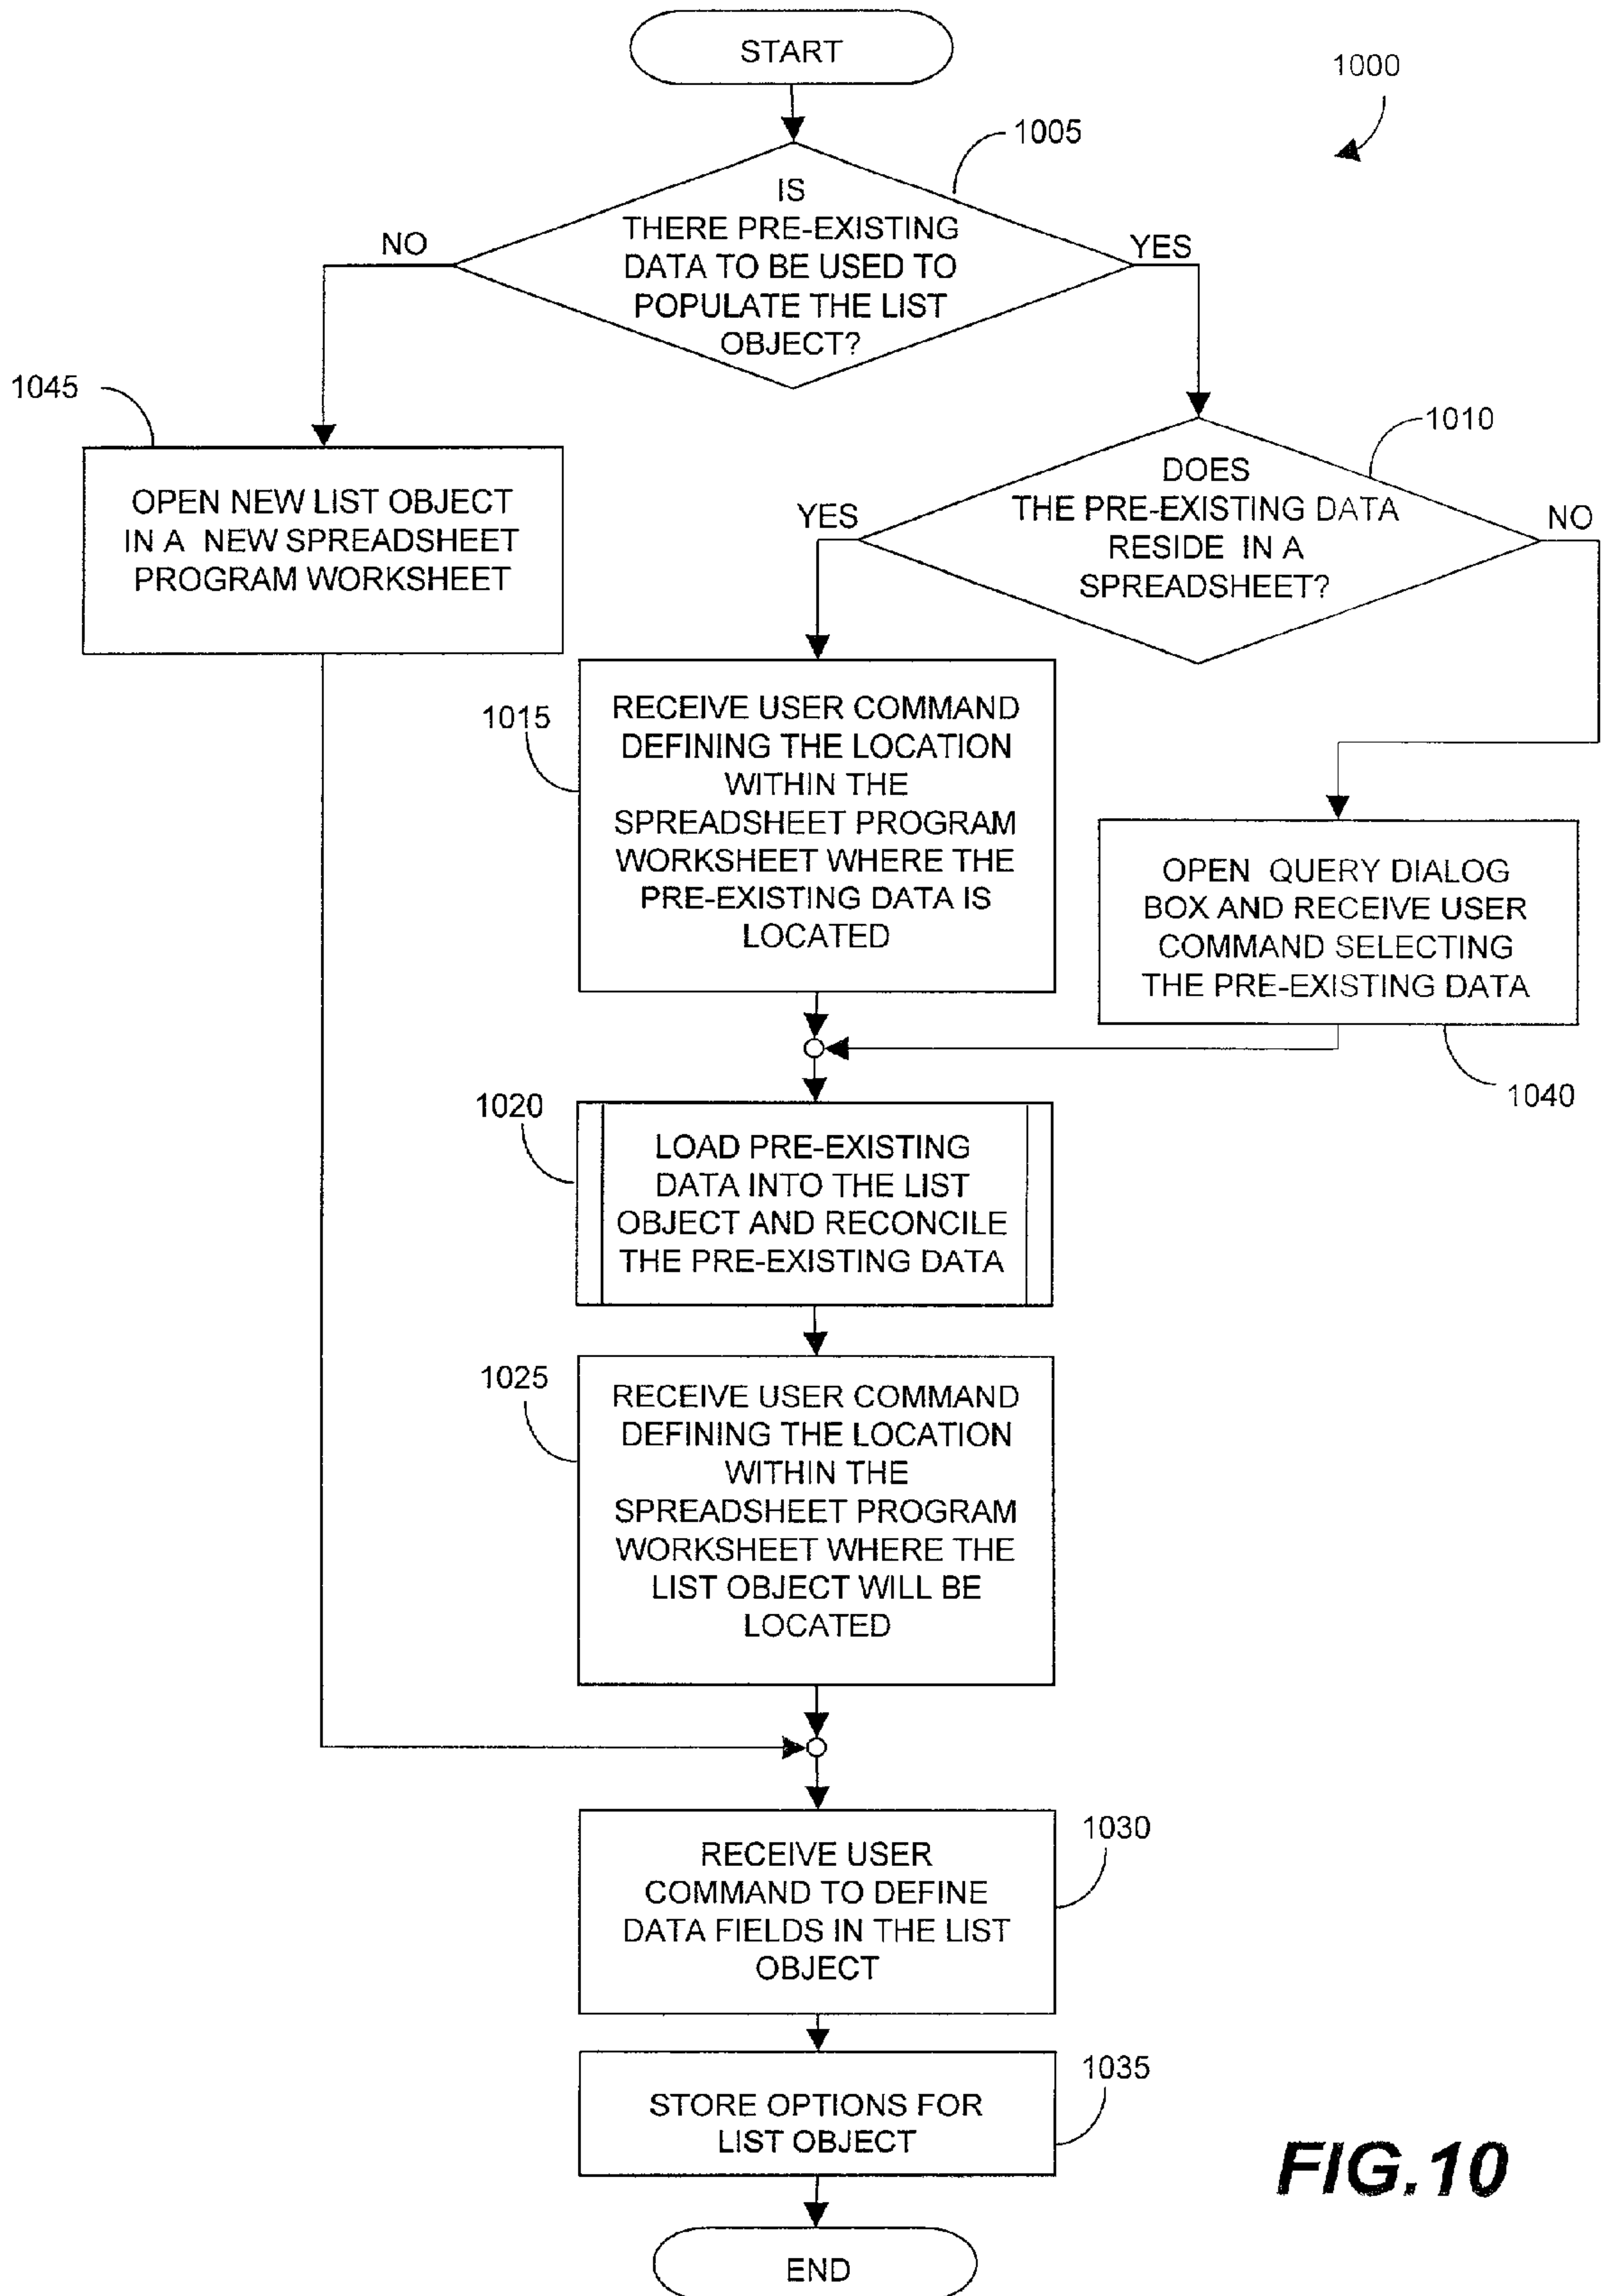 START
1000
1005
IS
THERE PRE-EXISTING
DATA TO BE USED TO
POPULATE THE LIST
OBJECT?
NO
YES
1045
OPEN NEW LIST OBJECT
IN A NEW SPREADSHEET
PROGRAM WORKSHEET
1010
DOES
THE PRE-EXISTING DATA
RESIDE IN A
SPREADSHEET?
YES
NO
1015
RECEIVE USER COMMAND
DEFINING THE LOCATION
WITHIN THE
SPREADSHEET PROGRAM
WORKSHEET WHERE THE
PRE-EXISTING DATA IS
LOCATED
OPEN QUERY DIALOG
BOX AND RECEIVE USER
COMMAND SELECTING
THE PRE-EXISTING DATA
1040
1020
LOAD PRE-EXISTING
DATA INTO THE LIST
OBJECT AND RECONCILE
THE PRE-EXISTING DATA
1025
RECEIVE USER COMMAND
DEFINING THE LOCATION
WITHIN THE
SPREADSHEET PROGRAM
WORKSHEET WHERE THE
LIST OBJECT WILL BE
LOCATED
1030
RECEIVE USER
COMMAND TO DEFINE
DATA FIELDS IN THE LIST
OBJECT
1035
STORE OPTIONS FOR
LIST OBJECT
FIG.10
END